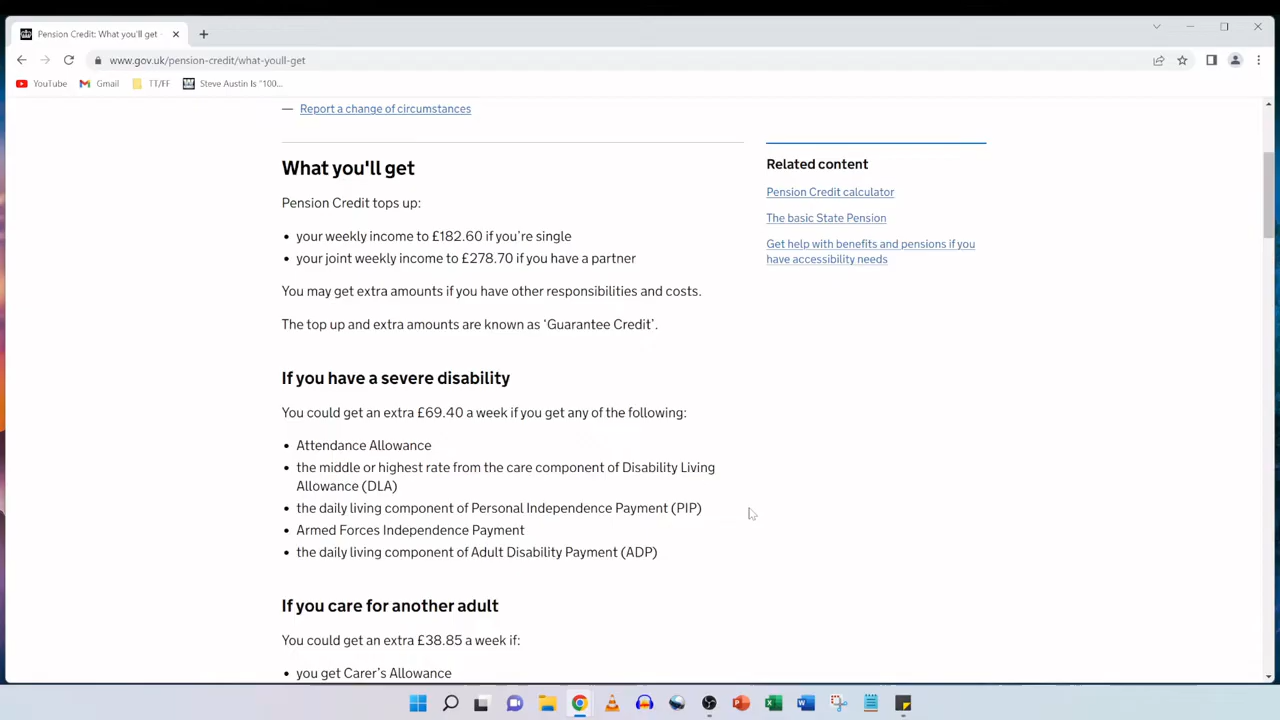 Pension Credit: What you'll get
www.gov.uk/pension-credit/what-youll-get
YouTube
Gmail
TT/FF
Steve Austin Is "100...
— Report a change of circumstances
What you'll get
Pension Credit tops up:
• your weekly income to £182.60 if you're single
• your joint weekly income to £278.70 if you have a partner
You may get extra amounts if you have other responsibilities and costs.
The top up and extra amounts are known as ‘Guarantee Credit’.
If you have a severe disability
You could get an extra £69.40 a week if you get any of the following:
• Attendance Allowance
• the middle or highest rate from the care component of Disability Living
Allowance (DLA)
• the daily living component of Personal Independence Payment (PIP)
• Armed Forces Independence Payment
• the daily living component of Adult Disability Payment (ADP)
If you care for another adult
You could get an extra £38.85 a week if:
• you get Carer's Allowance
Related content
Pension Credit calculator
The basic State Pension
Get help with benefits and pensions if you
have accessibility needs